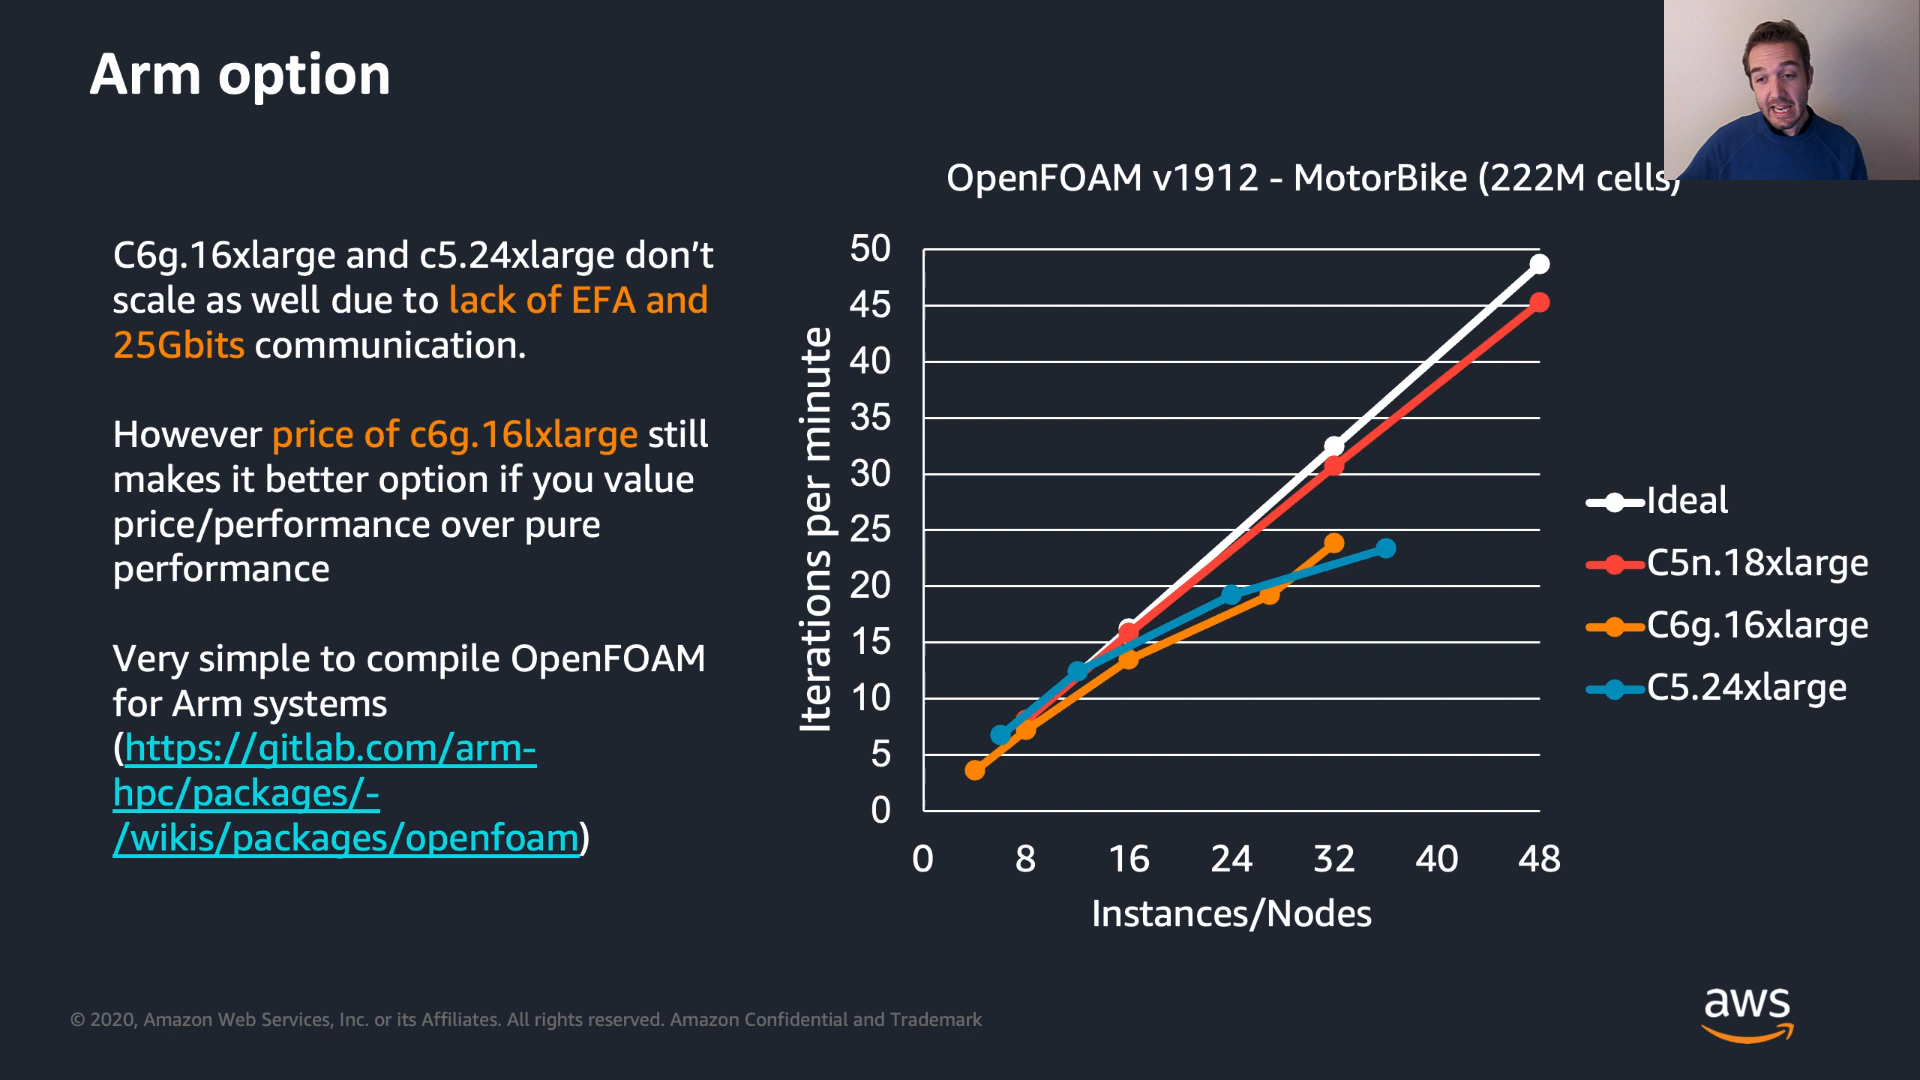 Arm option
C6g.16xlarge and c5.24xlarge don't
scale as well due to lack of EFA and
25Gbits communication.
However price of c6g.16lxlarge still
makes it better option if you value
price/performance over pure
performance
Very simple to compile OpenFOAM
for Arm systems
(https://gitlab.com/arm-
hpc/packages/-
/wikis/packages/openfoam)
OpenFOAM v1912 - MotorBike (222M cells)
Iterations per minute
50
45
40
35
30
25
20
15
10
5
0
0 8 16 24 32 40 48
Instances/Nodes
Ideal
C5n.18xlarge
C6g.16xlarge
C5.24xlarge
© 2020, Amazon Web Services, Inc. or its Affiliates. All rights reserved. Amazon Confidential and Trademark
aws